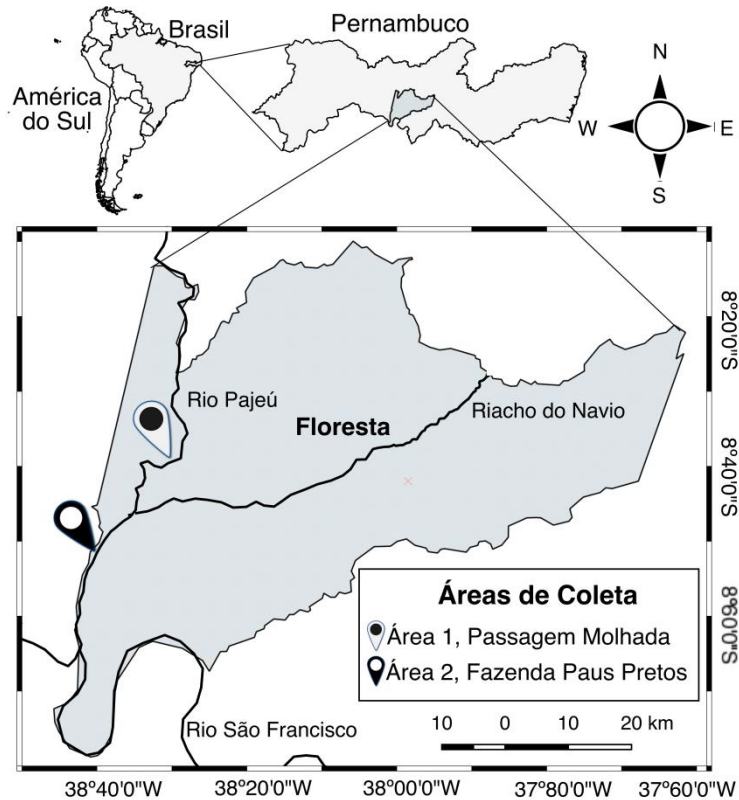 Brasil
Pernambuco
América
do Sul
N
W
E
S
8°20'0"S
Rio Pajeú
Riacho do Navio
Floresta
8°40'0"S
Áreas de Coleta
Área 1, Passagem Molhada
Área 2, Fazenda Paus Pretos
8°60'0"S
Rio São Francisco
10 0 10 20 km
38°40'0"W 38°20'0"W 38°00'0"W 37°80'0"W 37°60'0"W